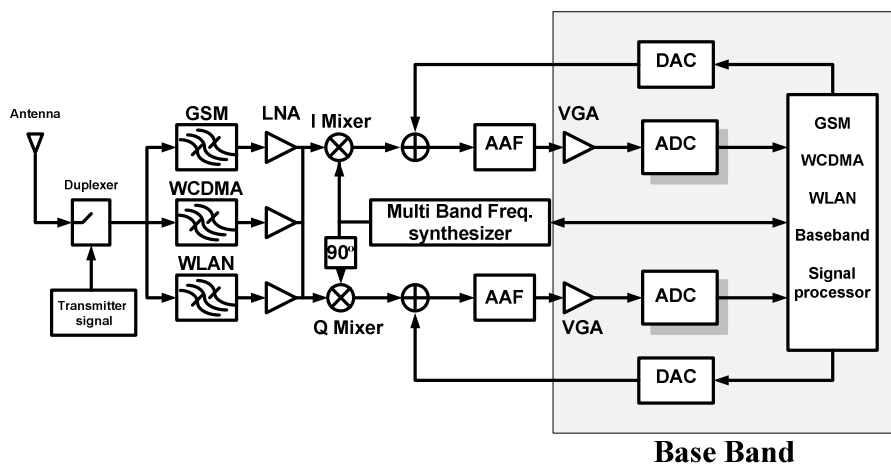 DAC
Antenna
GSM
LNA
I Mixer
VGA
AAF
ADC
GSM
Duplexer
WCDMA
WCDMA
Multi Band Freq.
synthesizer
WLAN
90º
Baseband
WLAN
Transmitter
signal
AAF
ADC
Signal
processor
Q Mixer
VGA
DAC
Base Band